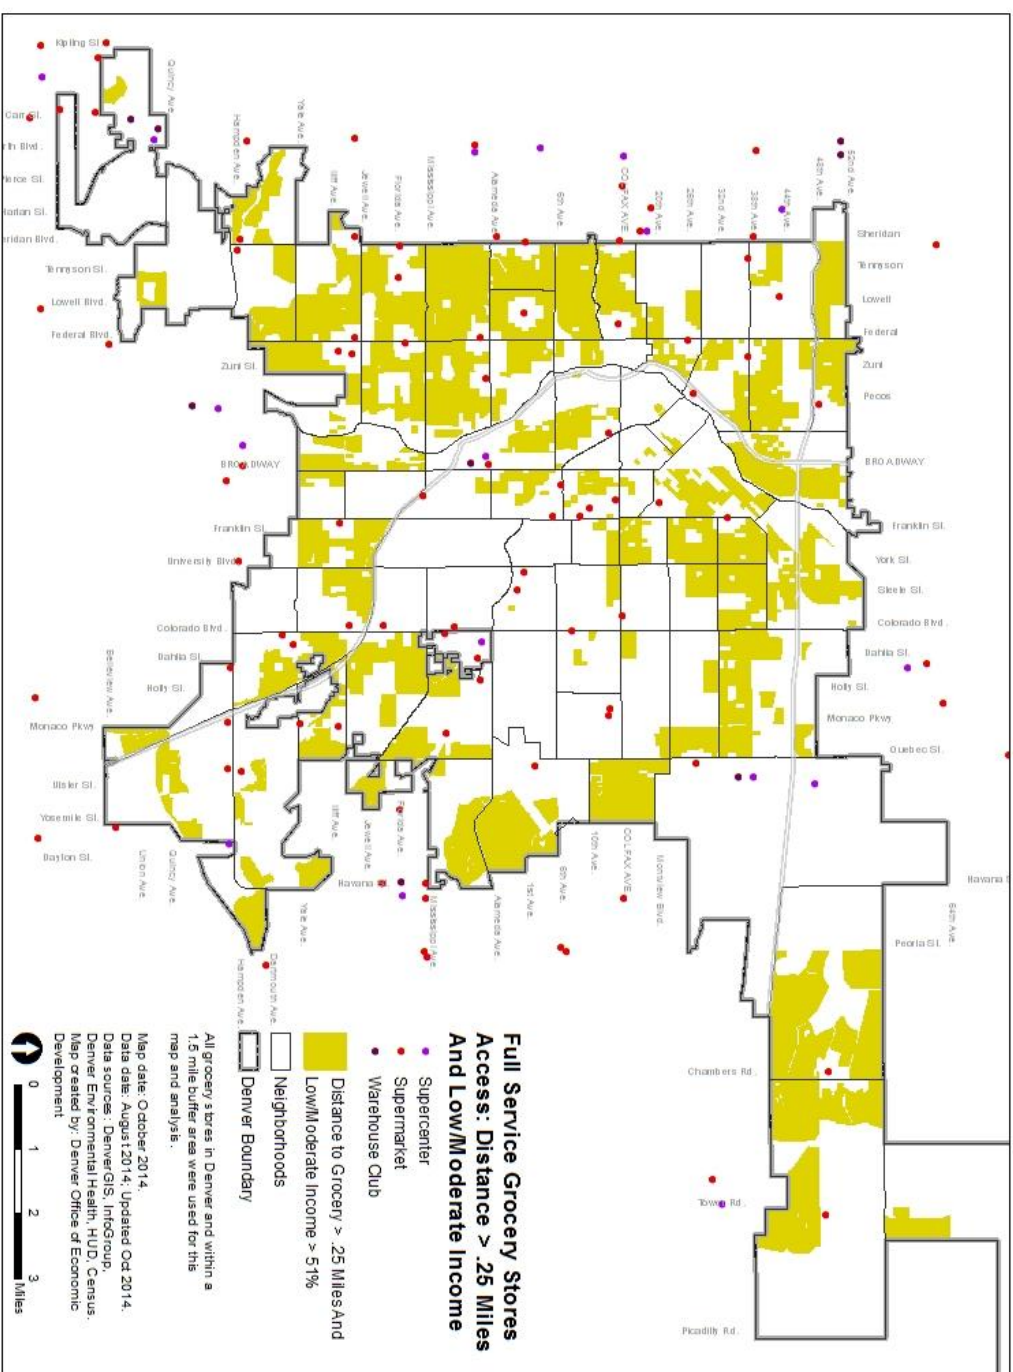 Full Service Grocery Stores
Access: Distance > .25 Miles
And Low/Moderate Income
Supercenter
Supermarket
Warehouse Club
Distance to Grocery > .25 Miles And
Low/Moderate Income > 51%
Neighborhoods
Denver Boundary
All grocery stores in Denver and within a
1.5 mile buffer area were used for this
map and analysis.
Map date: October 2014.
Data date: August 2014; Updated Oct 2014.
Data sources: DenverGIS, InfoGroup,
Denver Environmental Health, HUD, Census.
Map created by: Denver Office of Economic
Development
0 1 2 3
Miles
Sheridan
Tennyson
Lowell
Federal
Zuni
Pecos
BROADWAY
Franklin St.
York St.
Steele St.
Colorado Blvd.
Dahlia St.
Holly St.
Monaco Pkwy
Quebec St.
Havana
Peoria St.
Chambers Rd.
Tower Rd.
Picadilly Rd.
64th Ave.
52nd Ave.
48th Ave.
44th Ave.
38th Ave.
32nd Ave.
26th Ave.
20th Ave.
COLFAX AVE.
6th Ave.
Alameda Ave.
Mississippi Ave.
Florida Ave.
Jewell Ave.
Iliff Ave.
Yale Ave.
Hampden Ave.
Quincy Ave.
Montview Blvd.
COLFAX AVE.
10th Ave.
6th Ave.
1st Ave.
Alameda Ave.
Mississippi Ave.
Florida Ave.
Jewell Ave.
Iliff Ave.
Yale Ave.
Dartmouth Ave.
Hampden Ave.
Quincy Ave.
Union Ave.
Belleview Ave.
Kipling St.
Carr St.
rth Blvd.
ierce St.
Harlan St.
eridan Blvd.
Tennyson St.
Lowell Blvd.
Federal Blvd.
Zuni St.
BROADWAY
Franklin St.
University Blvd.
Colorado Blvd.
Dahlia St.
Holly St.
Monaco Pkwy
Ulster St.
Yosemite St.
Dayton St.
Havana